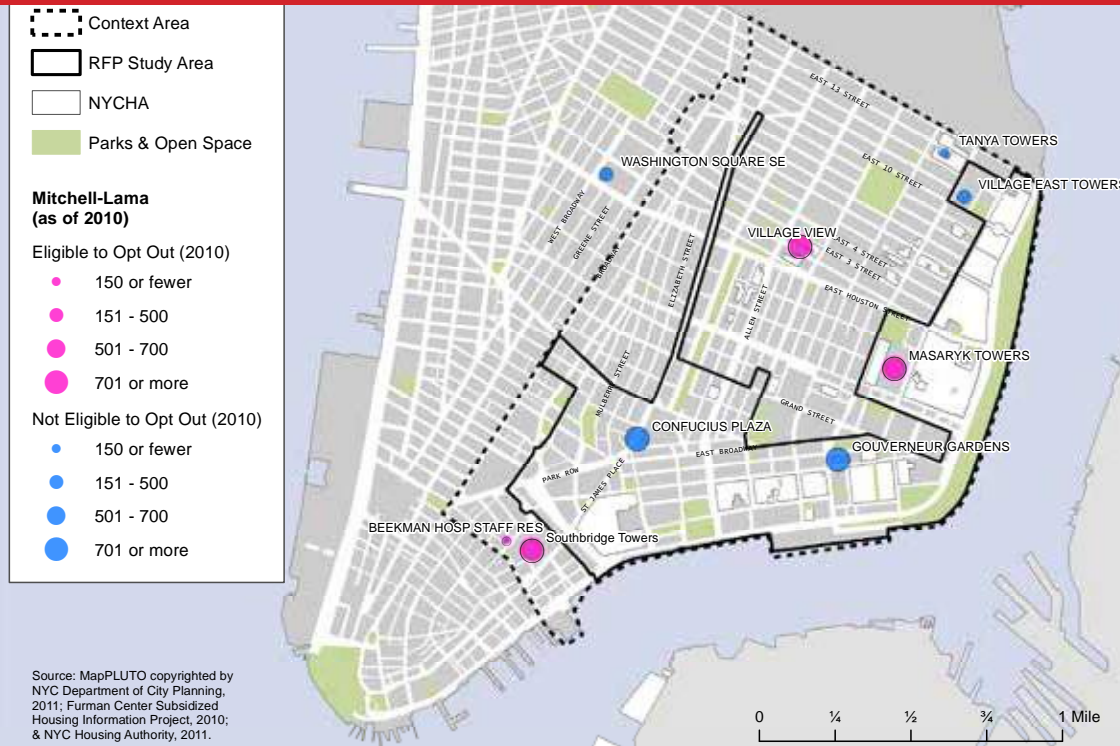 Context Area
RFP Study Area
NYCHA
Parks & Open Space
Mitchell-Lama
(as of 2010)
Eligible to Opt Out (2010)
150 or fewer
151 - 500
501 - 700
701 or more
Not Eligible to Opt Out (2010)
150 or fewer
151 - 500
501 - 700
701 or more
Source: MapPLUTO copyrighted by
NYC Department of City Planning,
2011; Furman Center Subsidized
Housing Information Project, 2010;
& NYC Housing Authority, 2011.
EAST 13 STREET
TANYA TOWERS
WASHINGTON SQUARE SE
EAST 10 STREET
VILLAGE EAST TOWERS
WEST BROADWAY
GREENE STREET
BROADWAY
ELIZABETH STREET
VILLAGE VIEW
EAST 4 STREET
EAST 3 STREET
EAST HOUSTON STREET
ALLEN STREET
MASARYK TOWERS
MULBERRY STREET
GRAND STREET
CONFUCIUS PLAZA
EAST BROADWAY
GOUVERNEUR GARDENS
PARK ROW
ST JAMES PLACE
BEEKMAN HOSP STAFF RES
Southbridge Towers
0
¼
½
¾
1 Mile